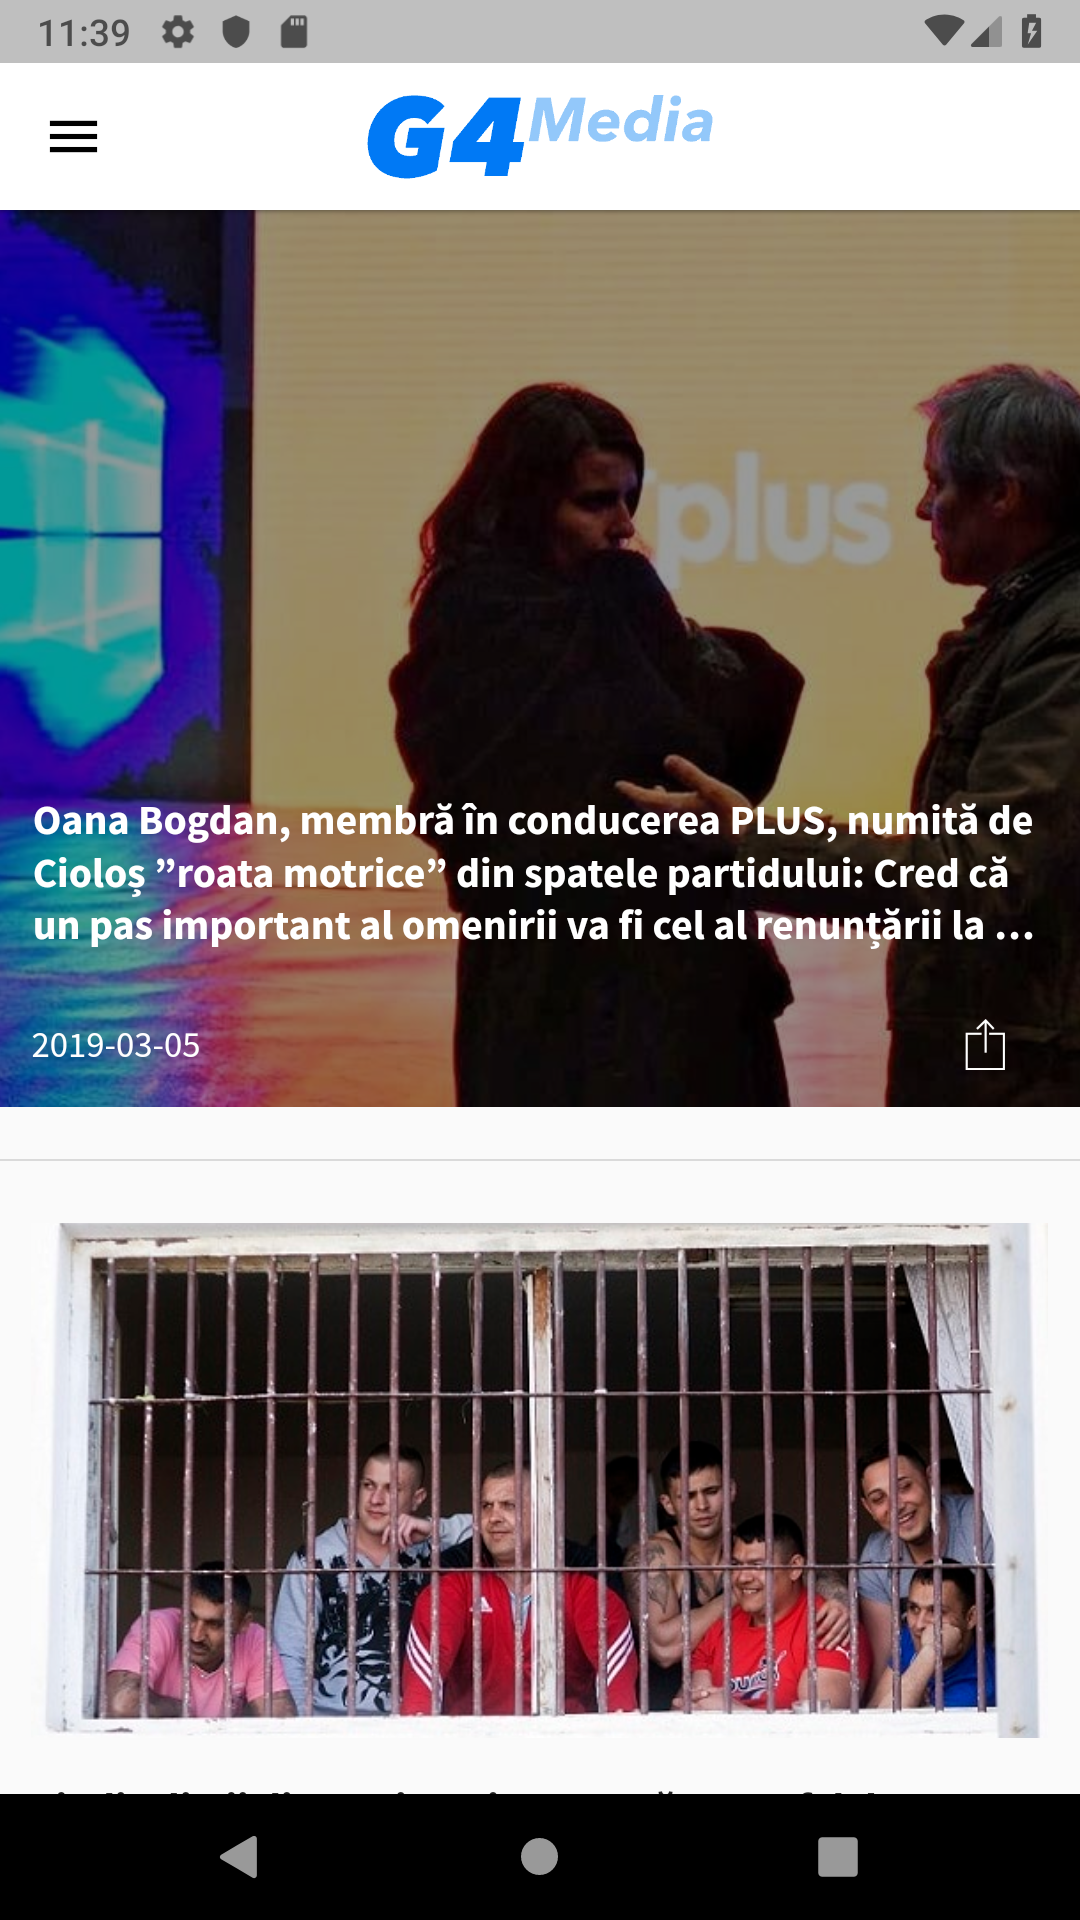 11:39
G4Media
plus
Oana Bogdan, membră în conducerea PLUS, numită de
Cioloș ”roata motrice” din spatele partidului: Cred că
un pas important al omenirii va fi cel al renunțării la ...
2019-03-05